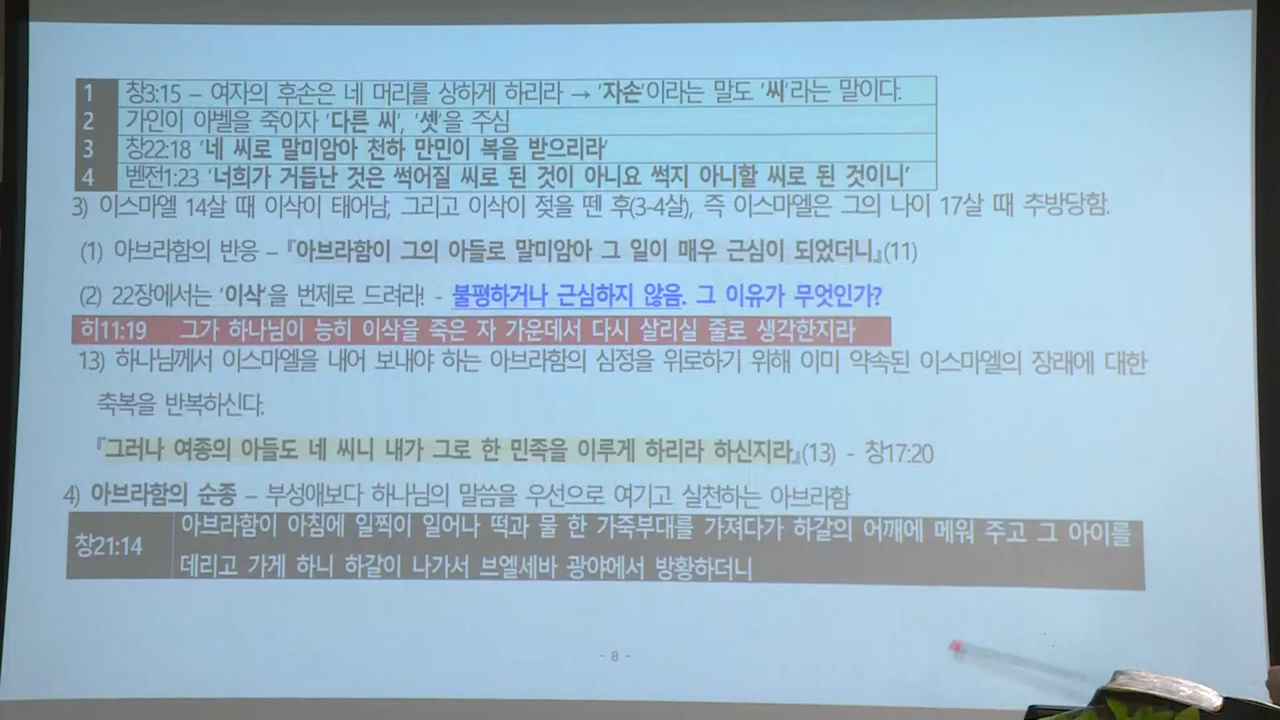 1 창3:15 – 여자의 후손은 네 머리를 상하게 하리라 → '자손'이라는 말도 '씨'라는 말이다.
2 가인이 아벨을 죽이자 '다른 씨', '셋'을 주심
3 창22:18 '네 씨로 말미암아 천하 만민이 복을 받으리라'
4 벧전1:23 '너희가 거듭난 것은 썩어질 씨로 된 것이 아니요 썩지 아니할 씨로 된 것이니'
3) 이스마엘 14살 때 이삭이 태어남, 그리고 이삭이 젖을 뗀 후(3-4살), 즉 이스마엘은 그의 나이 17살 때 추방당함.
(1) 아브라함의 반응 – 『아브라함이 그의 아들로 말미암아 그 일이 매우 근심이 되었더니』(11)
(2) 22장에서는 '이삭'을 번제로 드려라! - 불평하거나 근심하지 않음. 그 이유가 무엇인가?
히11:19 그가 하나님이 능히 이삭을 죽은 자 가운데서 다시 살리실 줄로 생각한지라
13) 하나님께서 이스마엘을 내어 보내야 하는 아브라함의 심정을 위로하기 위해 이미 약속된 이스마엘의 장래에 대한
축복을 반복하신다.
『그러나 여종의 아들도 네 씨니 내가 그로 한 민족을 이루게 하리라 하신지라』(13) - 창17:20
4) 아브라함의 순종 – 부성애보다 하나님의 말씀을 우선으로 여기고 실천하는 아브라함
창21:14 아브라함이 아침에 일찍이 일어나 떡과 물 한 가죽부대를 가져다가 하갈의 어깨에 메워 주고 그 아이를
데리고 가게 하니 하갈이 나가서 브엘세바 광야에서 방황하더니
- 8 -